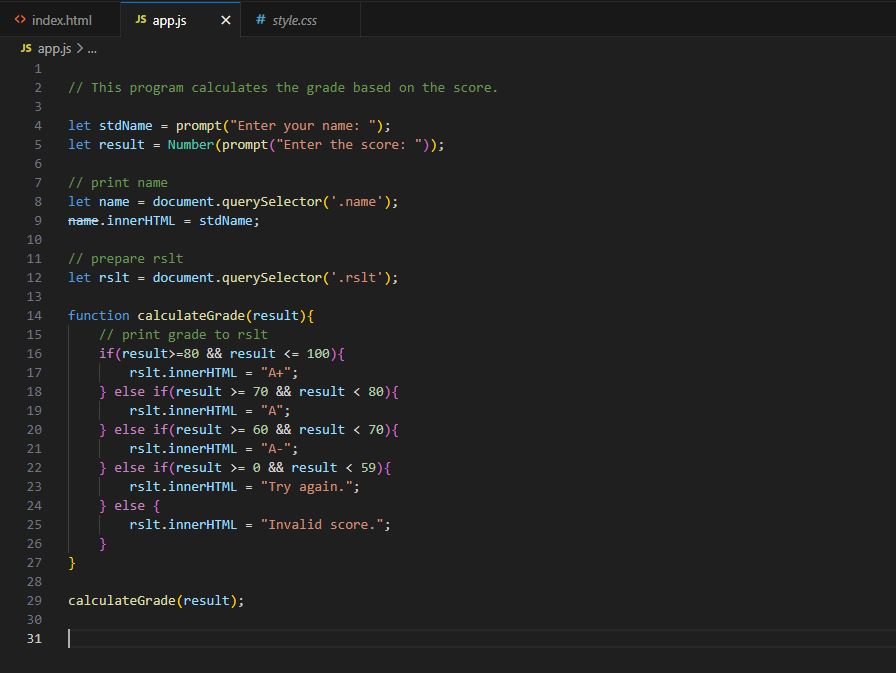 index.html
JS app.js ×
# style.css
JS app.js > ...
1
2 // This program calculates the grade based on the score.
3
4 let stdName = prompt("Enter your name: ");
5 let result = Number(prompt("Enter the score: "));
6
7 // print name
8 let name = document.querySelector('.name');
9 name.innerHTML = stdName;
10
11 // prepare rslt
12 let rslt = document.querySelector('.rslt');
13
14 function calculateGrade(result){
15 // print grade to rslt
16 if(result>=80 && result <= 100){
17 rslt.innerHTML = "A+";
18 } else if(result >= 70 && result < 80){
19 rslt.innerHTML = "A";
20 } else if(result >= 60 && result < 70){
21 rslt.innerHTML = "A-";
22 } else if(result >= 0 && result < 59){
23 rslt.innerHTML = "Try again.";
24 } else {
25 rslt.innerHTML = "Invalid score.";
26 }
27 }
28
29 calculateGrade(result);
30
31